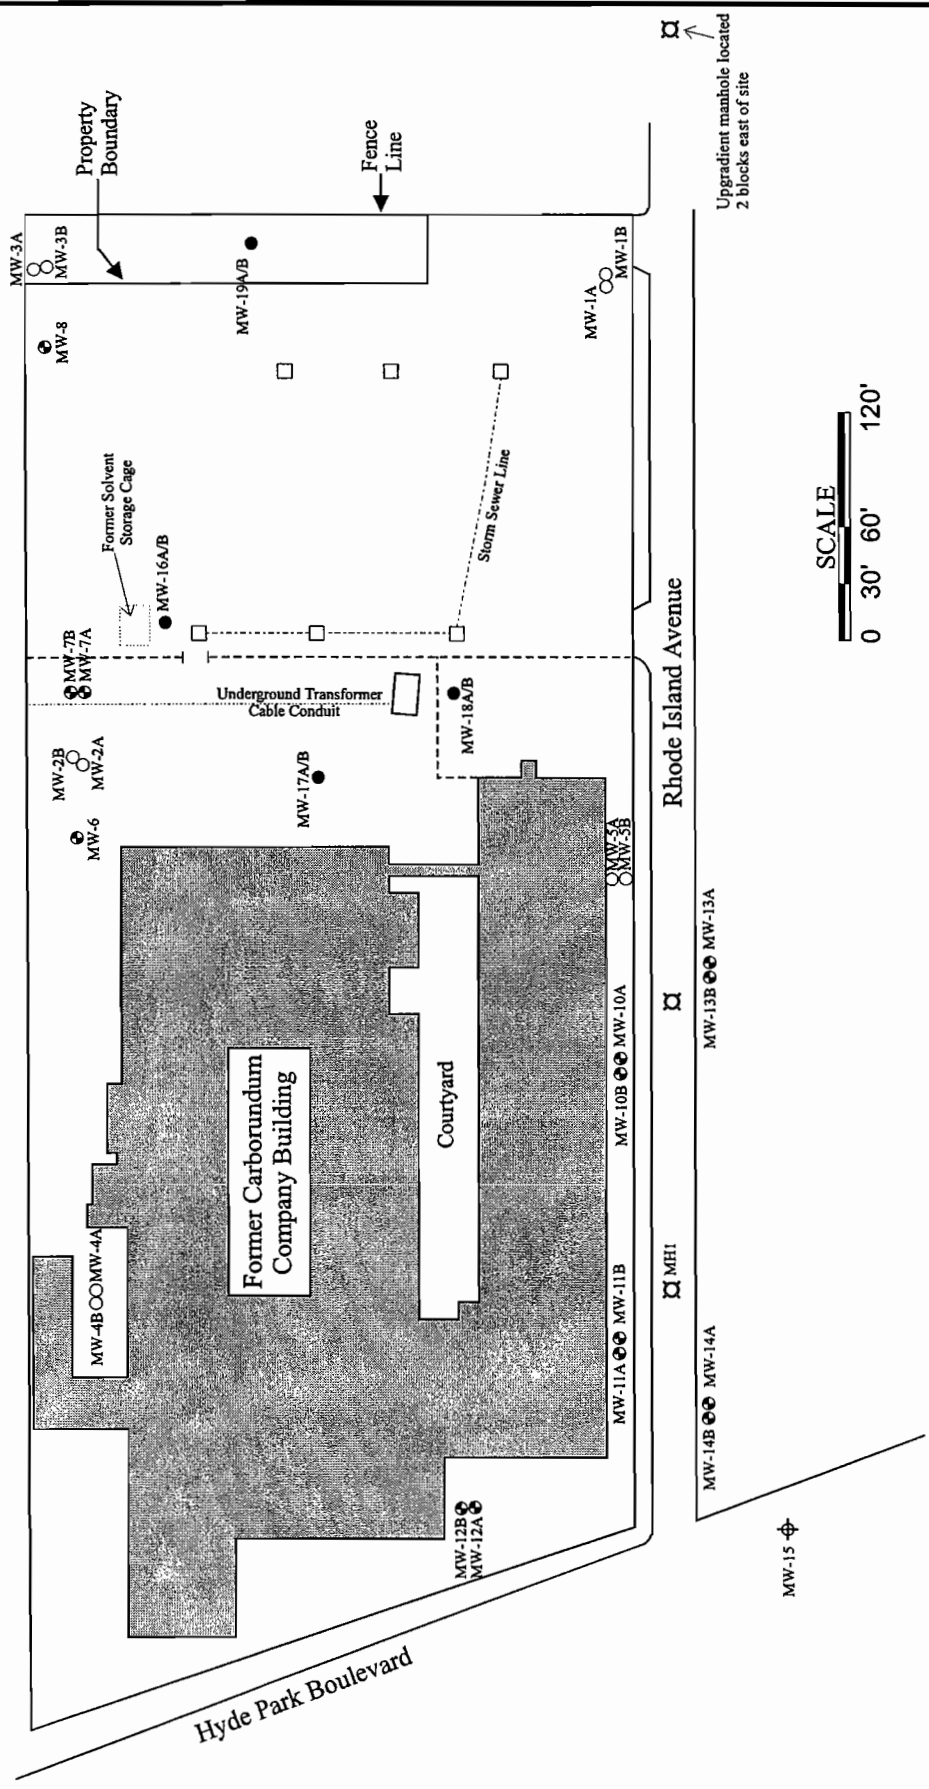 Hyde Park Boulevard
MW-4B
MW-4A
Former Carborundum
Company Building
Courtyard
MW-12B
MW-12A
MW-11A
MW-11B
MW-10B
MW-10A
MW-5A
MW-5B
MW-6
MW-2B
MW-2A
MW-7B
MW-7A
MW-17A/B
Underground Transformer
Cable Conduit
MW-18A/B
Former Solvent
Storage Cage
MW-16A/B
Storm Sewer Line
MW-8
MW-3A
MW-3B
MW-19A/B
Property
Boundary
Fence
Line
MW-1A
MW-1B
Rhode Island Avenue
MH1
MW-15
MW-14B
MW-14A
MW-13B
MW-13A
Upgradient manhole located
2 blocks east of site
SCALE
0 30' 60' 120'